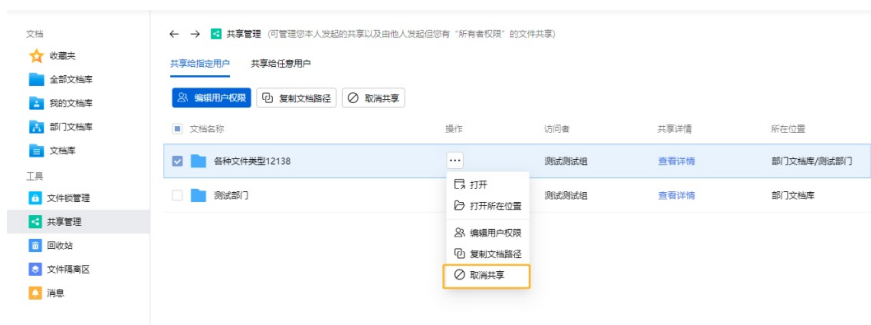 文档
收藏夹
全部文档库
我的文档库
部门文档库
文档库
工具
文件锁管理
共享管理
回收站
文件隔离区
消息
共享管理 (可管理您本人发起的共享以及由他人发起但您有“所有者权限”的文件共享)
共享给指定用户 共享给任意用户
编辑用户权限 复制文档路径 取消共享
文档名称 操作 访问者 共享详情 所在位置
各种文件类型12138 ··· 测试测试组 查看详情 部门文档库/测试部门
测试部门 测试测试组 查看详情 部门文档库
打开
打开所在位置
编辑用户权限
复制文档路径
取消共享